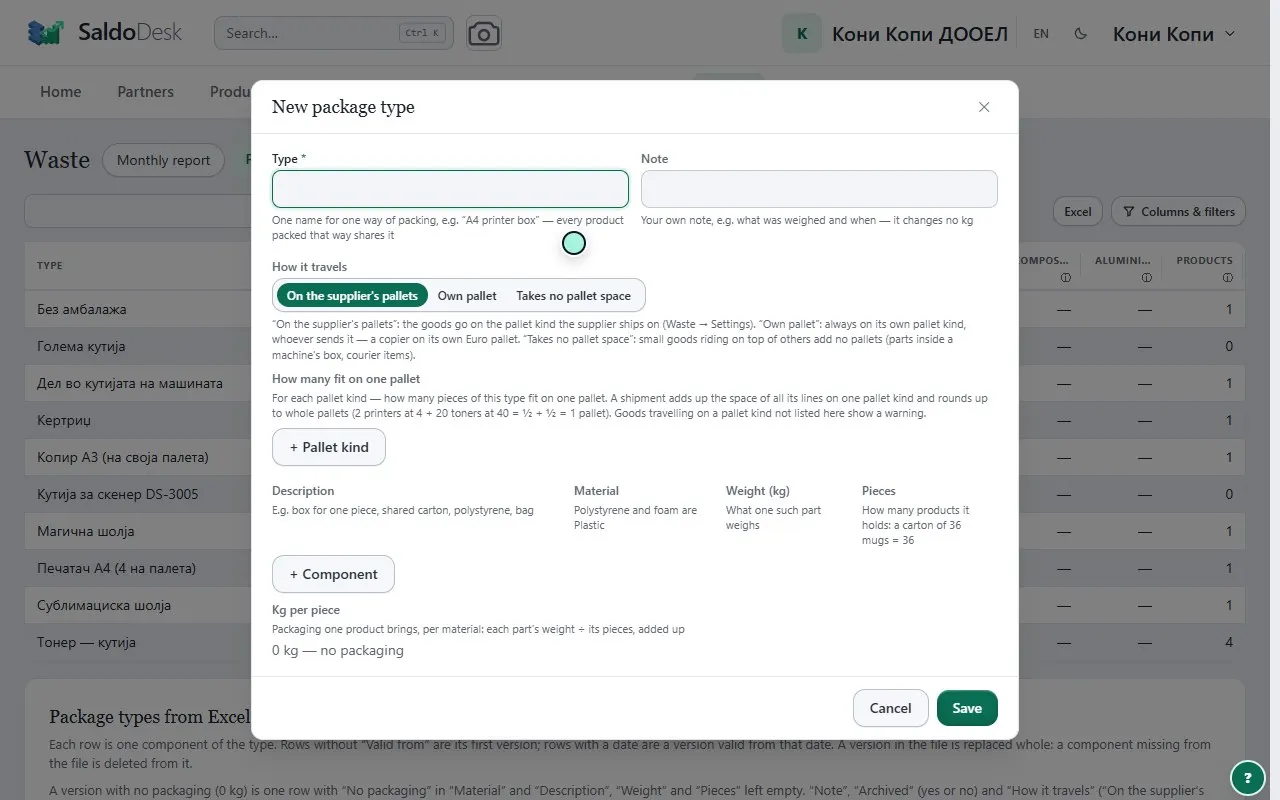 SaldoDesk
Search...
Ctrl K
K
Кони Копи ДООЕЛ
EN
Кони Копи
Home
Partners
Produ
Waste
Monthly report
Excel
Columns & filters
TYPE
OMPOS...
ALUMINI...
PRODUCTS
Без амбалажа
— — 1
Голема кутија
— — 0
Дел во кутијата на машината
— — 1
Кертриџ
— — 1
Копир А3 (на своја палета)
— — 1
Кутија за скенер DS-3005
— — 0
Магична шолја
— — 1
Печатач А4 (4 на палета)
— — 1
Сублимациска шолја
— — 1
Тонер — кутија
— — 4
New package type
Type *
Note
One name for one way of packing, e.g. “A4 printer box” — every product
packed that way shares it
Your own note, e.g. what was weighed and when — it changes no kg
How it travels
On the supplier's pallets
Own pallet
Takes no pallet space
“On the supplier's pallets”: the goods go on the pallet kind the supplier ships on (Waste → Settings). “Own pallet”: always on its own pallet kind,
whoever sends it — a copier on its own Euro pallet. “Takes no pallet space”: small goods riding on top of others add no pallets (parts inside a
machine's box, courier items).
How many fit on one pallet
For each pallet kind — how many pieces of this type fit on one pallet. A shipment adds up the space of all its lines on one pallet kind and rounds up
to whole pallets (2 printers at 4 + 20 toners at 40 = ½ + ½ = 1 pallet). Goods travelling on a pallet kind not listed here show a warning.
+ Pallet kind
Description
E.g. box for one piece, shared carton, polystyrene, bag
Material
Polystyrene and foam are
Plastic
Weight (kg)
What one such part
weighs
Pieces
How many products it
holds: a carton of 36
mugs = 36
+ Component
Kg per piece
Packaging one product brings, per material: each part's weight ÷ its pieces, added up
0 kg — no packaging
Cancel
Save
Package types from Excel
Each row is one component of the type. Rows without “Valid from” are its first version; rows with a date are a version valid from that date. A version in the file is replaced whole: a component missing from
the file is deleted from it.
A version with no packaging (0 kg) is one row with “No packaging” in “Material” and “Description”, “Weight” and “Pieces” left empty. “Note”, “Archived” (yes or no) and “How it travels” (“On the supplier's
?